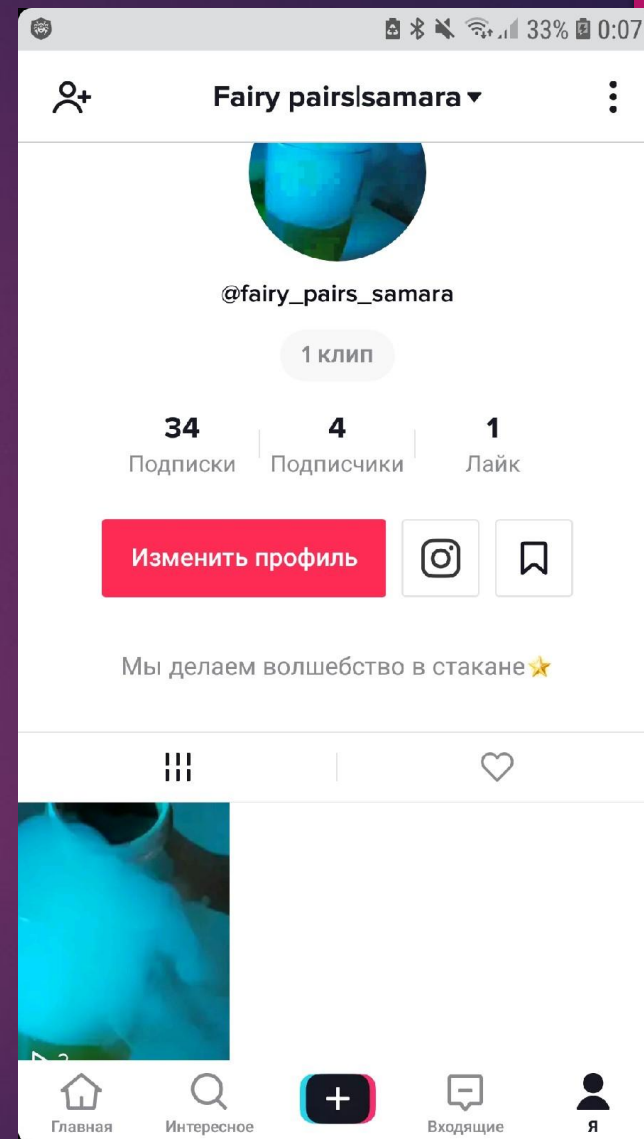 33% 0:07
Fairy pairs|samara
@fairy_pairs_samara
1 клип
34 4 1
Подписки Подписчики Лайк
Изменить профиль
Мы делаем волшебство в стакане
Главная Интересное Входящие Я